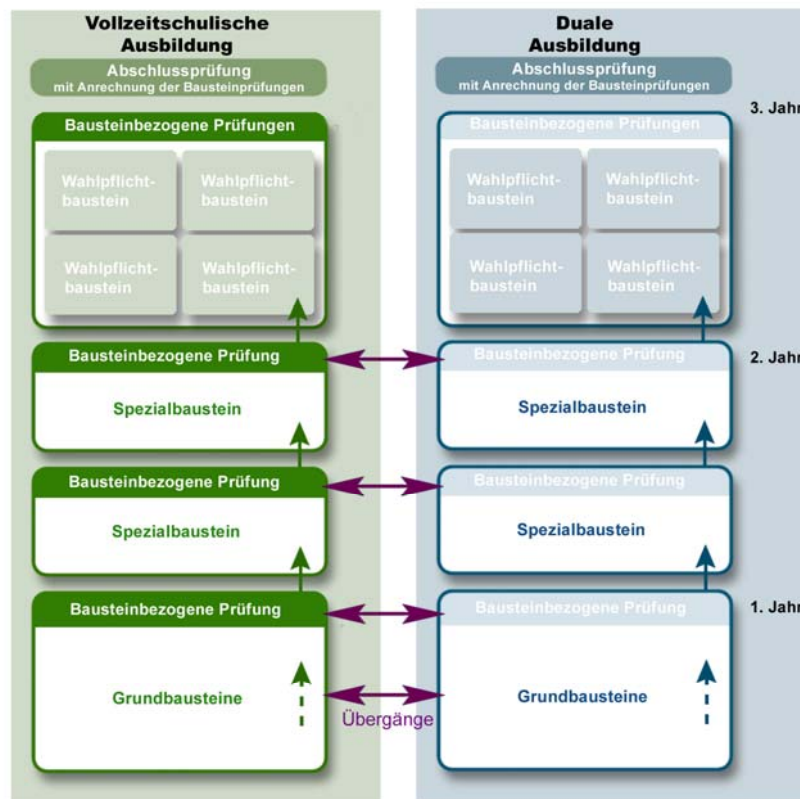 Vollzeitschulische
Ausbildung
Abschlussprüfung
mit Anrechnung der Bausteinprüfungen
Bausteinbezogene Prüfungen
Wahlpflicht-
baustein
Wahlpflicht-
baustein
Wahlpflicht-
baustein
Wahlpflicht-
baustein
Bausteinbezogene Prüfung
Spezialbaustein
Bausteinbezogene Prüfung
Spezialbaustein
Bausteinbezogene Prüfung
Grundbausteine
Übergänge
Duale
Ausbildung
Abschlussprüfung
mit Anrechnung der Bausteinprüfungen
Bausteinbezogene Prüfungen
Wahlpflicht-
baustein
Wahlpflicht-
baustein
Wahlpflicht-
baustein
Wahlpflicht-
baustein
Bausteinbezogene Prüfung
Spezialbaustein
Bausteinbezogene Prüfung
Spezialbaustein
Bausteinbezogene Prüfung
Grundbausteine
3. Jahr
2. Jahr
1. Jahr